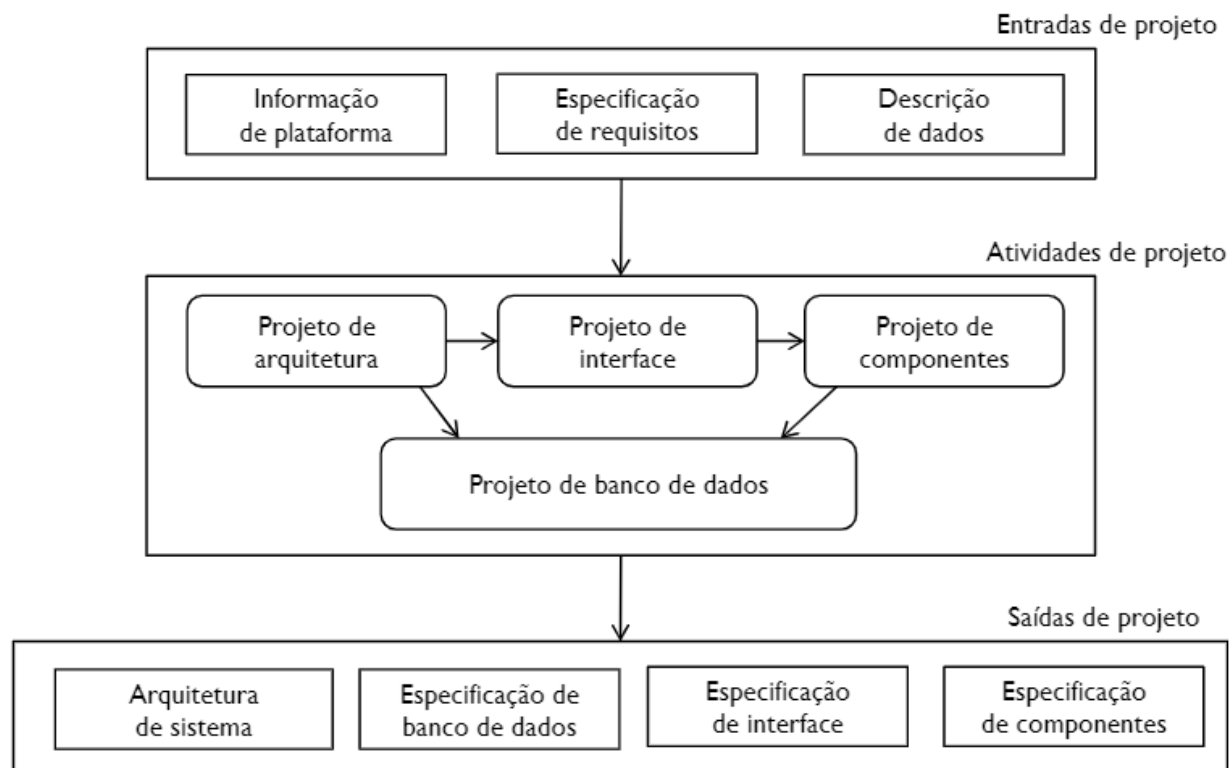 Entradas de projeto
Informação
de plataforma
Especificação
de requisitos
Descrição
de dados
Atividades de projeto
Projeto de
arquitetura
Projeto de
interface
Projeto de
componentes
Projeto de banco de dados
Saídas de projeto
Arquitetura
de sistema
Especificação de
banco de dados
Especificação
de interface
Especificação
de componentes